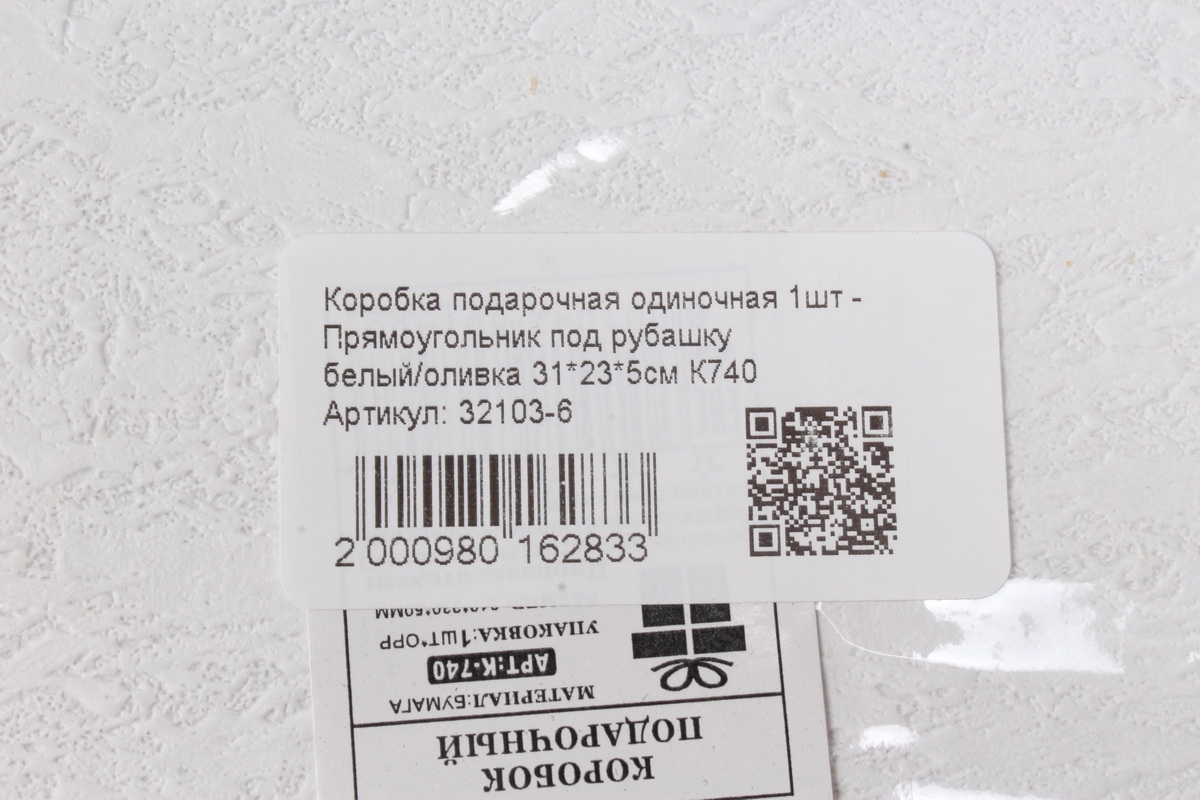 Коробка подарочная одиночная 1шт -
Прямоугольник под рубашку
белый/оливка 31*23*5см К740
Артикул: 32103-6
2 000980 162833
КОРОБОК
ПОДАРОЧНЫЙ
МАТЕРИАЛ:БУМАГА
АРТ:К-740
УПАКОВКА:1ШТ*ОРР